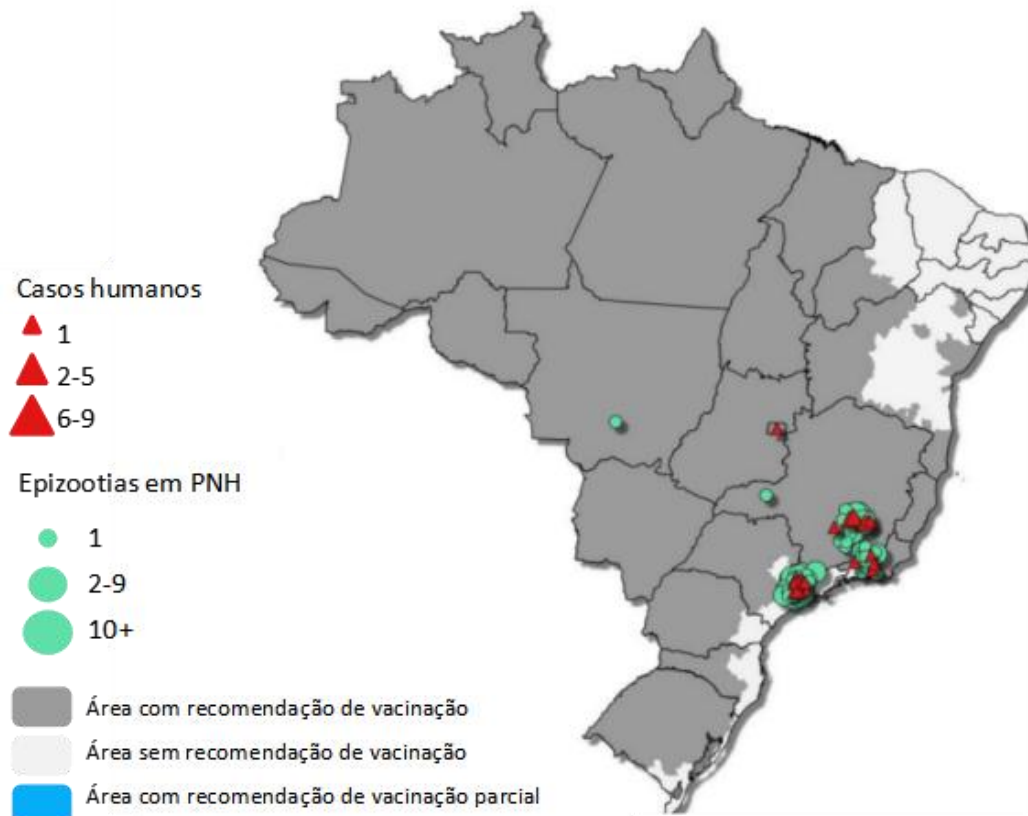 Casos humanos
1
2-5
6-9
Epizootias em PNH
1
2-9
10+
Área com recomendação de vacinação
Área sem recomendação de vacinação
Área com recomendação de vacinação parcial